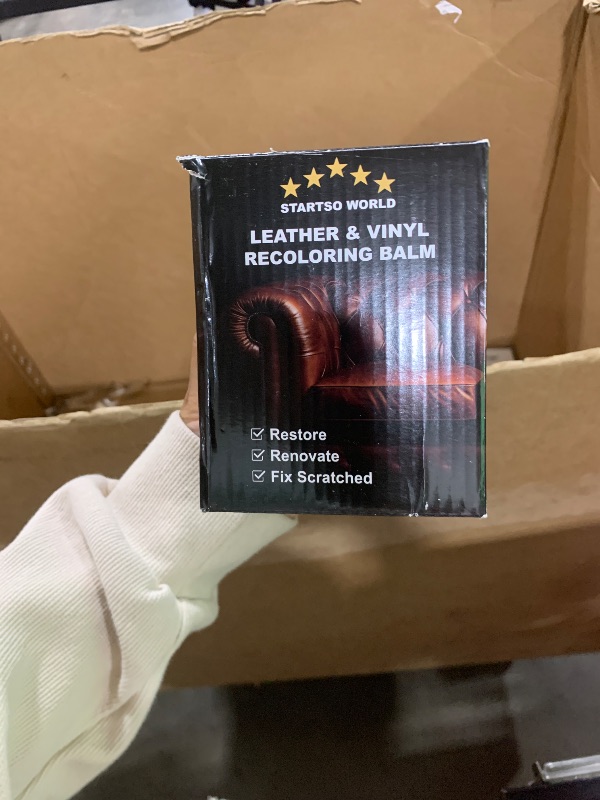 STARTSO WORLD
LEATHER & VINYL
RECOLORING BALM
Restore
Renovate
Fix Scratched